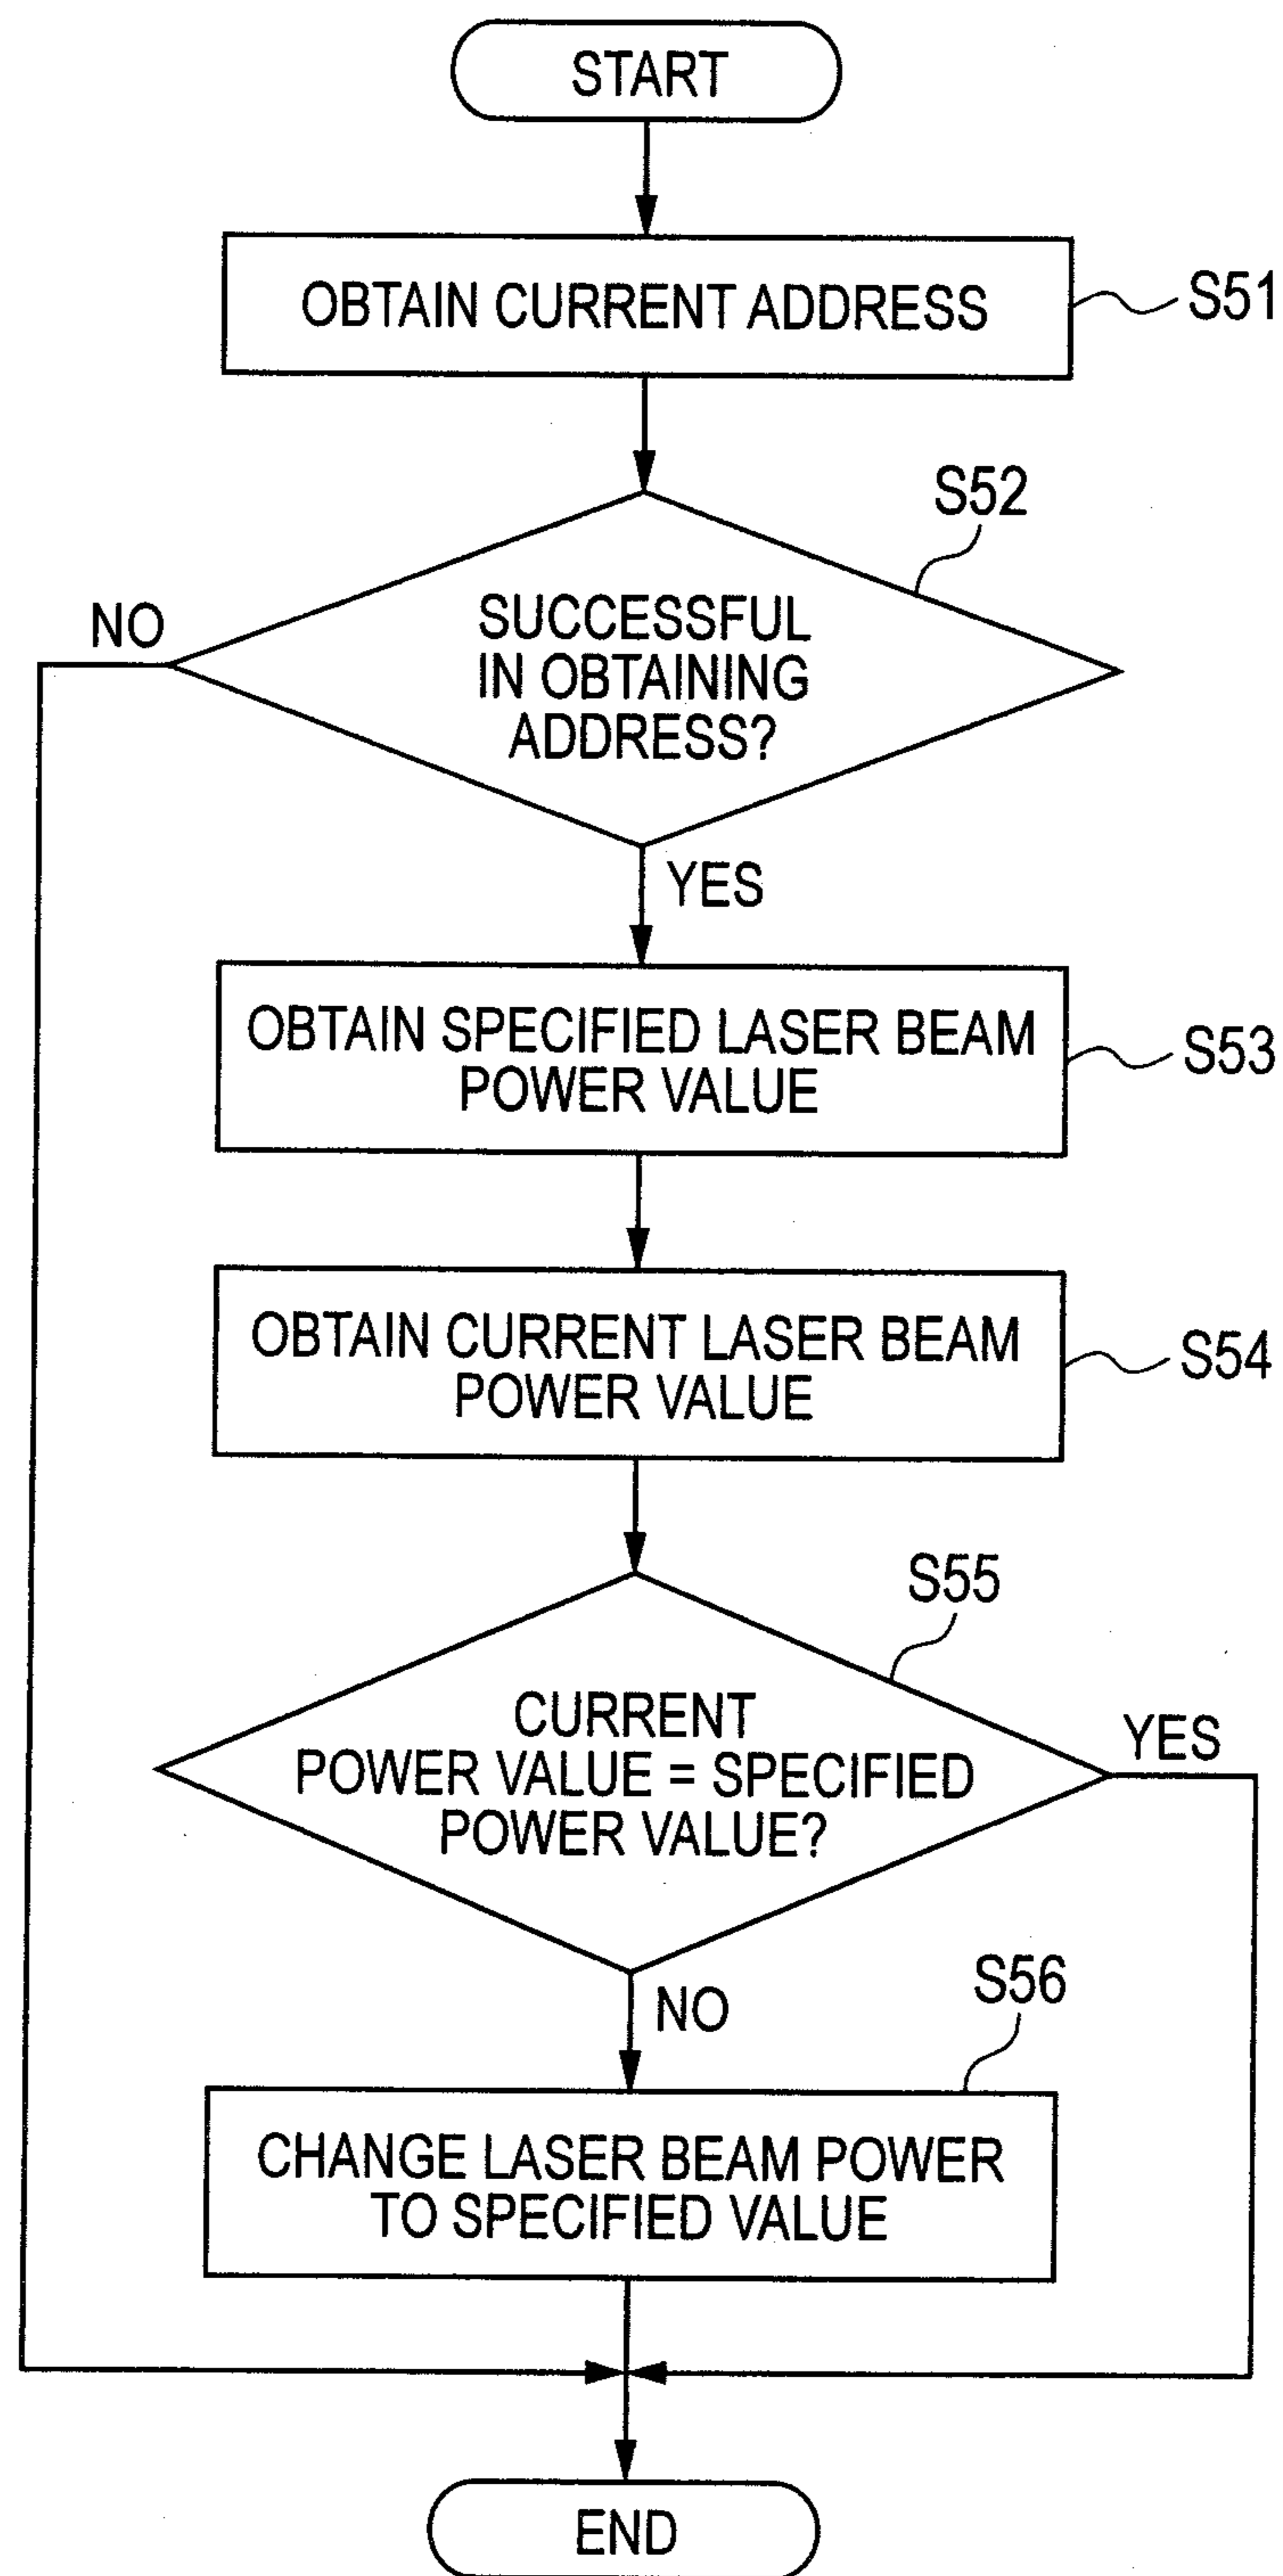 START
OBTAIN CURRENT ADDRESS
S51
S52
SUCCESSFUL
IN OBTAINING
ADDRESS?
NO
YES
OBTAIN SPECIFIED LASER BEAM
POWER VALUE
S53
OBTAIN CURRENT LASER BEAM
POWER VALUE
S54
S55
CURRENT
POWER VALUE = SPECIFIED
POWER VALUE?
YES
NO
S56
CHANGE LASER BEAM POWER
TO SPECIFIED VALUE
END